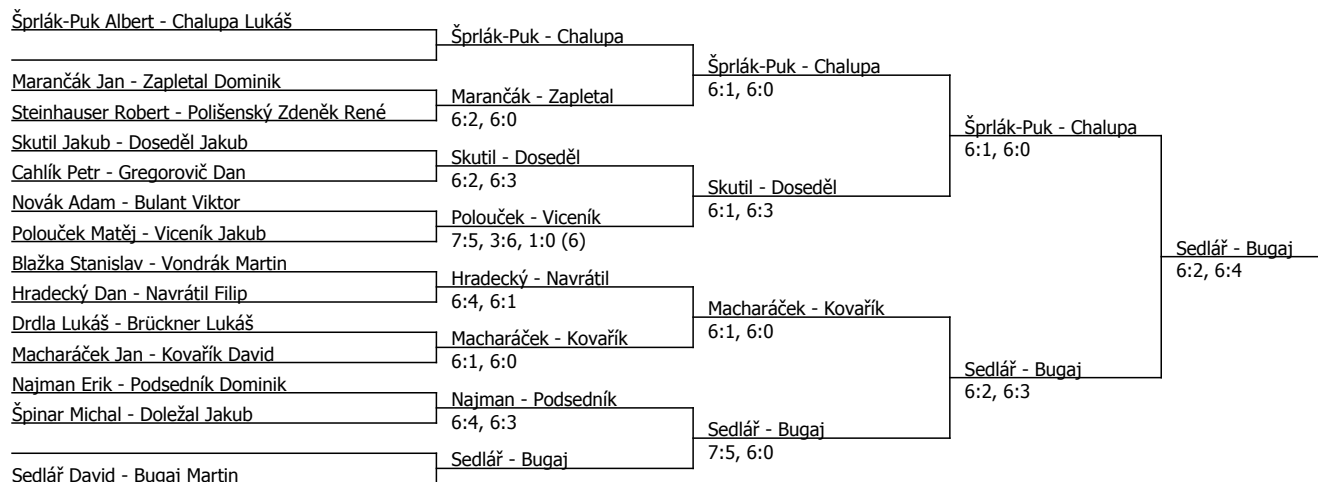 Šprlák-Puk Albert - Chalupa Lukáš
Marančák Jan - Zapletal Dominik
Steinhauser Robert - Polišenský Zdeněk René
Skutil Jakub - Doseděl Jakub
Cahlík Petr - Gregorovič Dan
Novák Adam - Bulant Viktor
Polouček Matěj - Viceník Jakub
Blažka Stanislav - Vondrák Martin
Hradecký Dan - Navrátil Filip
Drdla Lukáš - Brückner Lukáš
Macharáček Jan - Kovařík David
Najman Erik - Podsedník Dominik
Špinar Michal - Doležal Jakub
Sedlář David - Bugaj Martin
Šprlák-Puk - Chalupa
Marančák - Zapletal
6:2, 6:0
Skutil - Doseděl
6:2, 6:3
Polouček - Viceník
7:5, 3:6, 1:0 (6)
Hradecký - Navrátil
6:4, 6:1
Macharáček - Kovařík
6:1, 6:0
Najman - Podsedník
6:4, 6:3
Sedlář - Bugaj
Šprlák-Puk - Chalupa
6:1, 6:0
Skutil - Doseděl
6:1, 6:3
Macharáček - Kovařík
6:1, 6:0
Sedlář - Bugaj
7:5, 6:0
Šprlák-Puk - Chalupa
6:1, 6:0
Sedlář - Bugaj
6:2, 6:3
Sedlář - Bugaj
6:2, 6:4